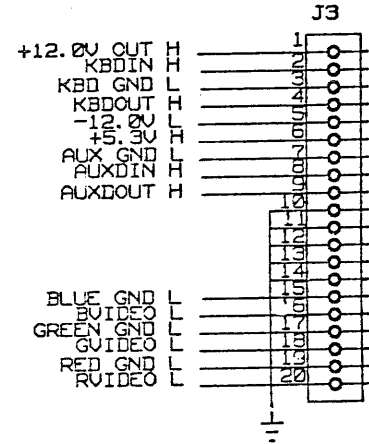 J3
+12.0V OUT H 1
KBDIN H 2
KBD GND L 3
KBDOUT H 4
-12.0V L 5
+5.3V H 6
AUX GND L 7
AUXDIN H 8
AUXDOUT H 9
10
11
12
13
14
BLUE GND L 15
BVIDEO L 16
GREEN GND L 17
GVIDEO L 18
RED GND L 19
RVIDEO L 20